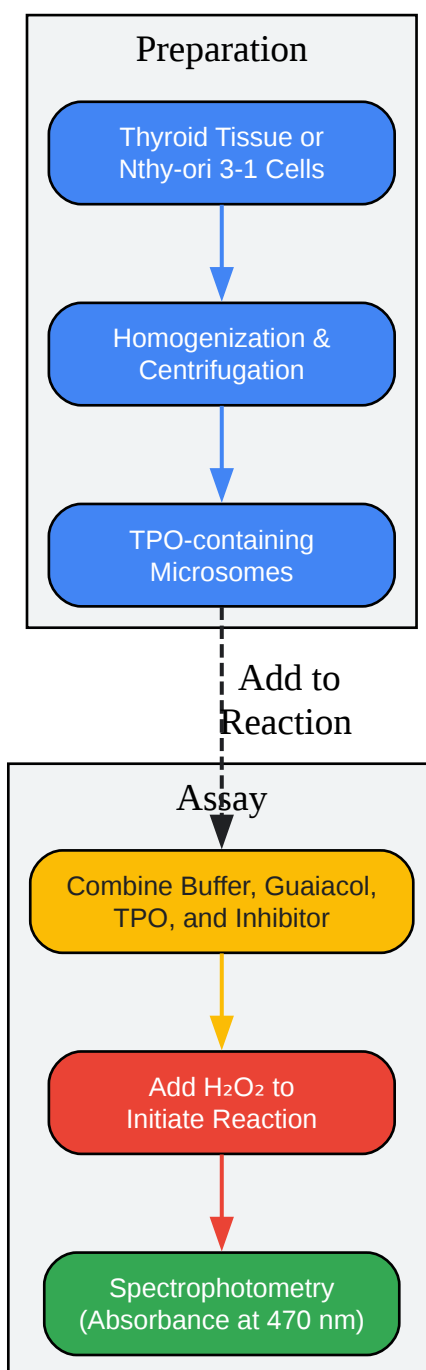 Preparation
Thyroid Tissue or
Nthy-ori 3-1 Cells
Homogenization &
Centrifugation
TPO-containing
Microsomes
Add to
Reaction
Assay
Combine Buffer, Guaiacol,
TPO, and Inhibitor
Add H₂O₂ to
Initiate Reaction
Spectrophotometry
(Absorbance at 470 nm)